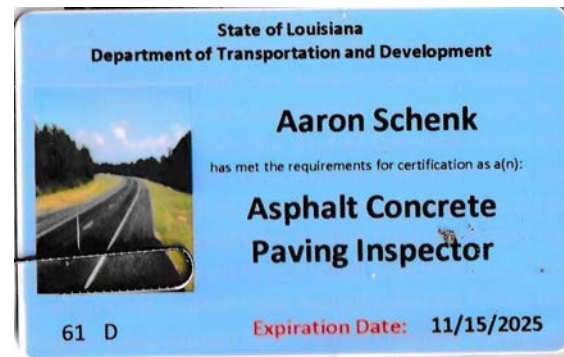 State of Louisiana
Department of Transportation and Development
Aaron Schenk
has met the requirements for certification as a(n):
Asphalt Concrete
Paving Inspector
61 D
Expiration Date: 11/15/2025